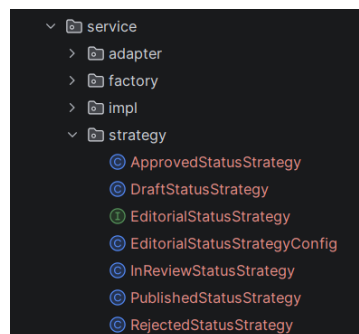 service
adapter
factory
impl
strategy
ApprovedStatusStrategy
DraftStatusStrategy
EditorialStatusStrategy
EditorialStatusStrategyConfig
InReviewStatusStrategy
PublishedStatusStrategy
RejectedStatusStrategy